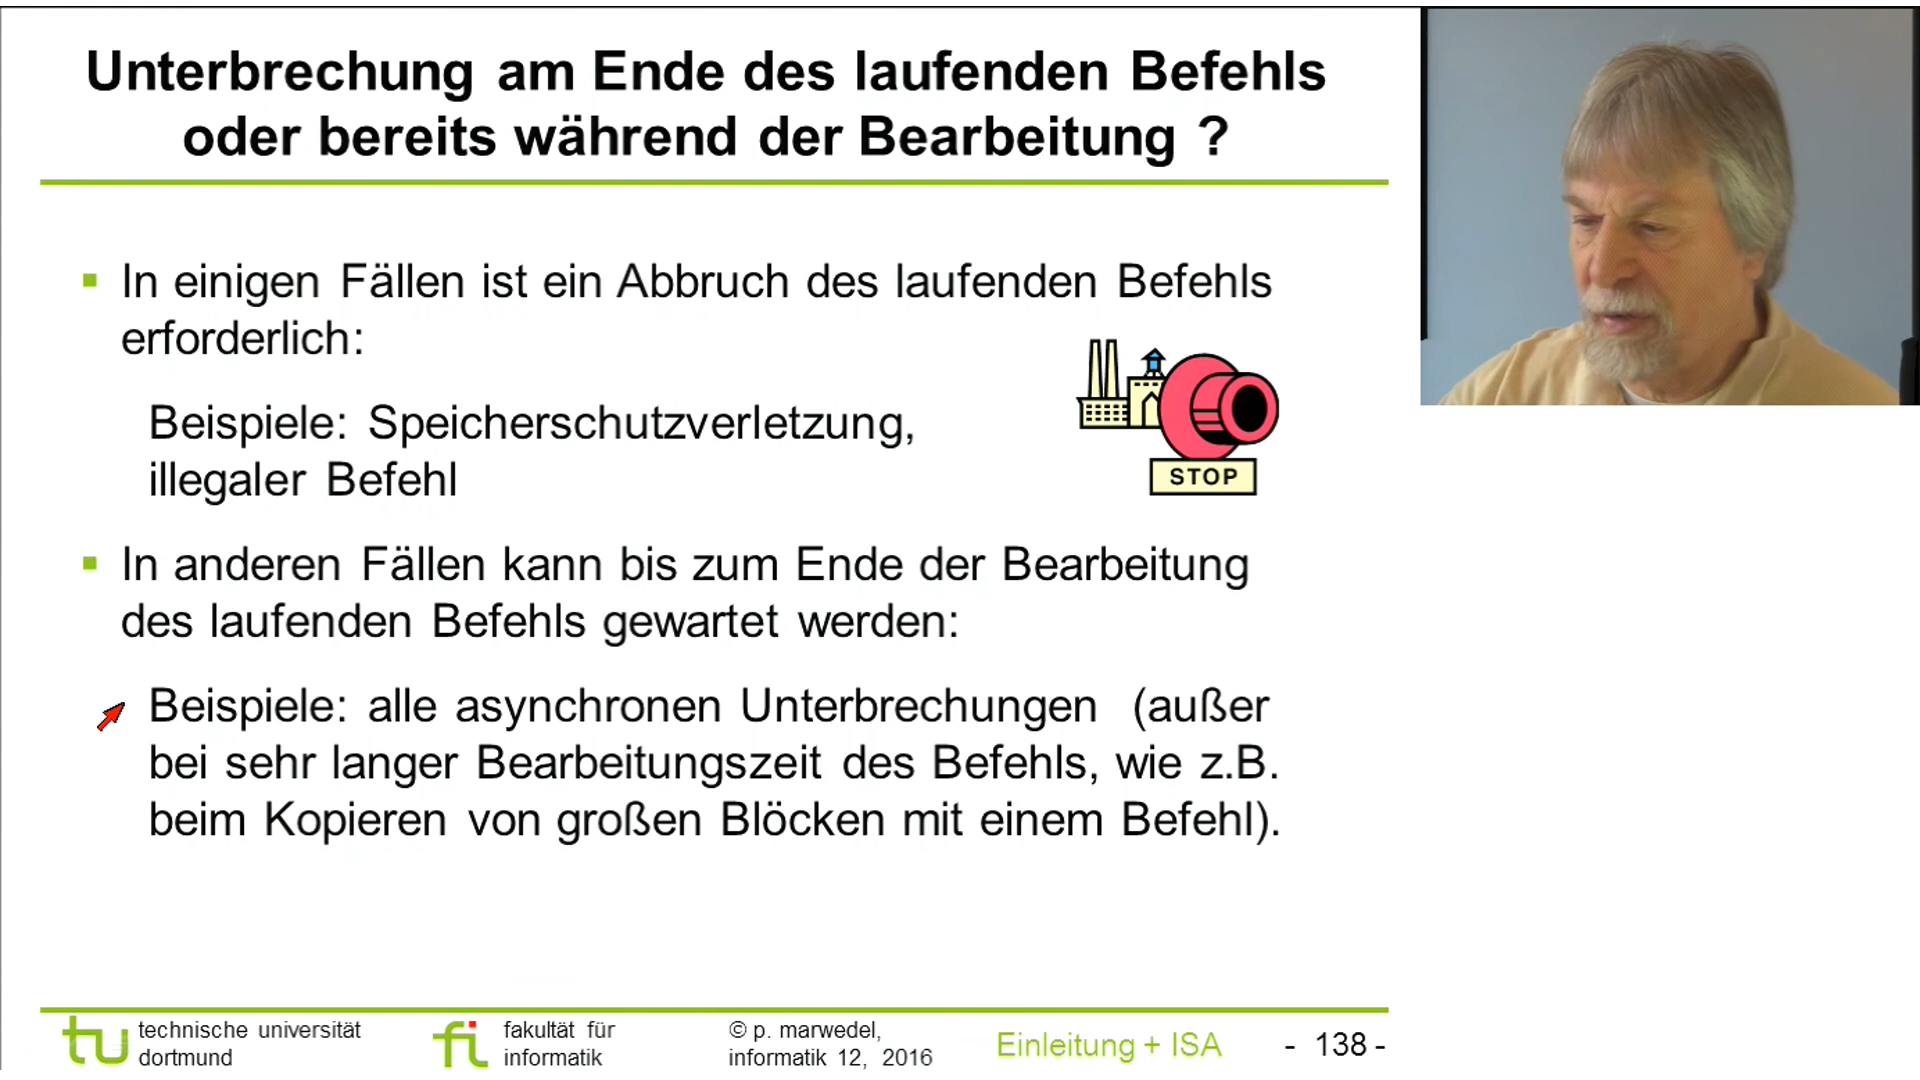 Unterbrechung am Ende des laufenden Befehls
oder bereits während der Bearbeitung ?
In einigen Fällen ist ein Abbruch des laufenden Befehls
erforderlich:
Beispiele: Speicherschutzverletzung,
illegaler Befehl
STOP
In anderen Fällen kann bis zum Ende der Bearbeitung
des laufenden Befehls gewartet werden:
Beispiele: alle asynchronen Unterbrechungen (außer
bei sehr langer Bearbeitungszeit des Befehls, wie z.B.
beim Kopieren von großen Blöcken mit einem Befehl).
tu technische universität
dortmund
fi fakultät für
informatik
© p. marwedel,
informatik 12, 2016
Einleitung + ISA
- 138 -